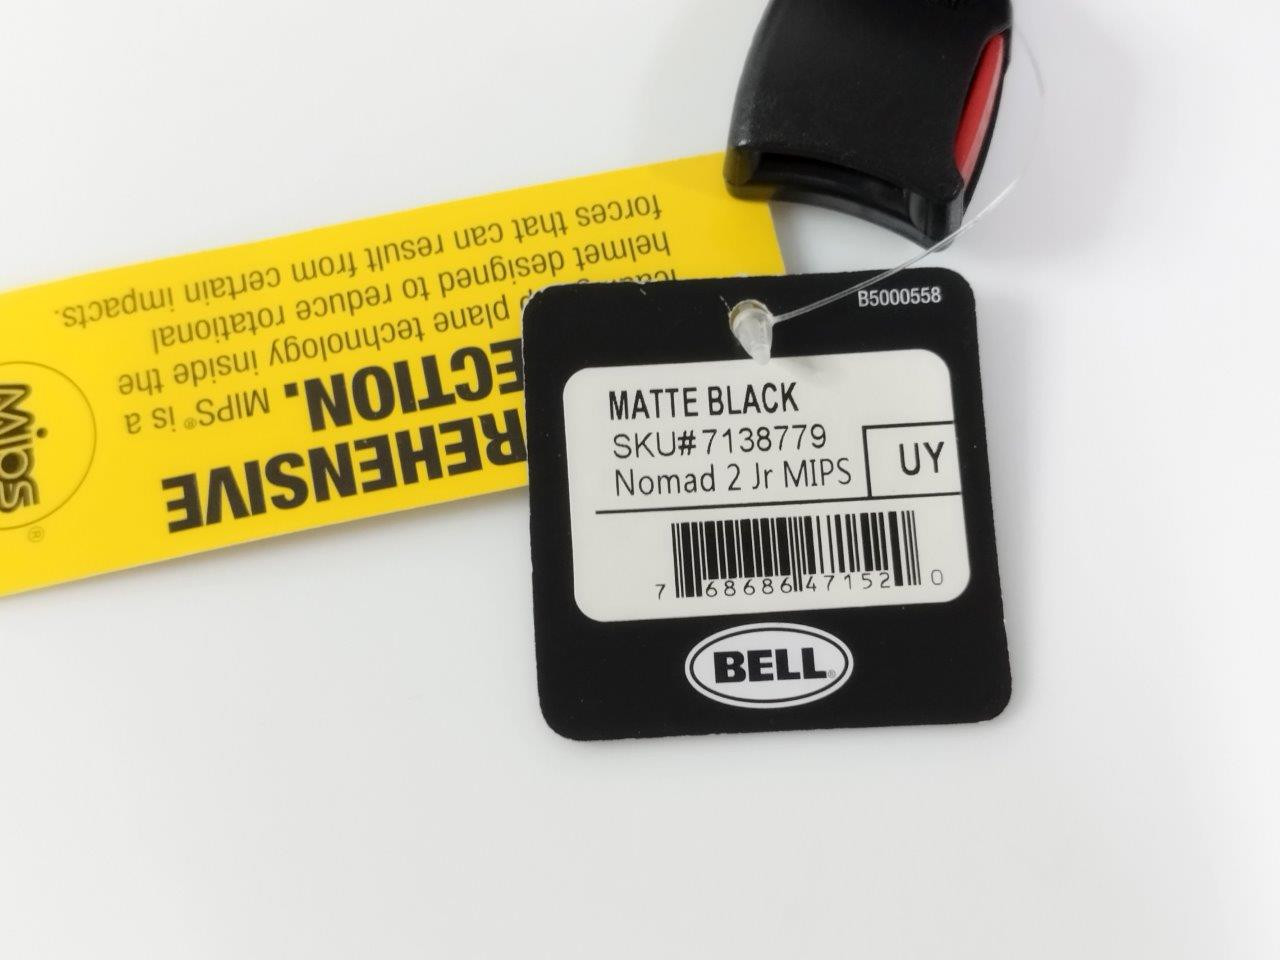 B5000558
MATTE BLACK
SKU#7138779
Nomad 2 Jr MIPS
UY
7 68686 47152 0
BELL®
REHENSIVE
ECTION. MIPS® is a
plane technology inside the
helmet designed to reduce rotational
forces that can result from certain impacts.
mips®